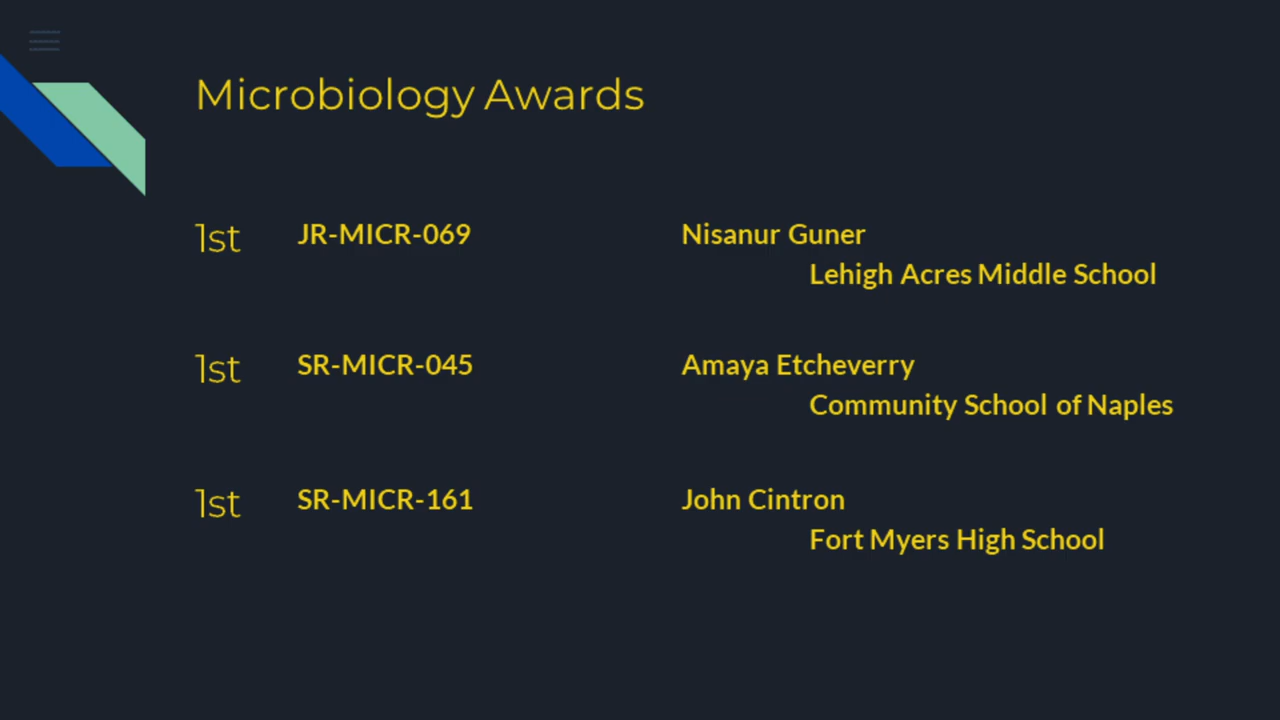 Microbiology Awards
1st JR-MICR-069 Nisanur Guner
Lehigh Acres Middle School
1st SR-MICR-045 Amaya Etcheverry
Community School of Naples
1st SR-MICR-161 John Cintron
Fort Myers High School